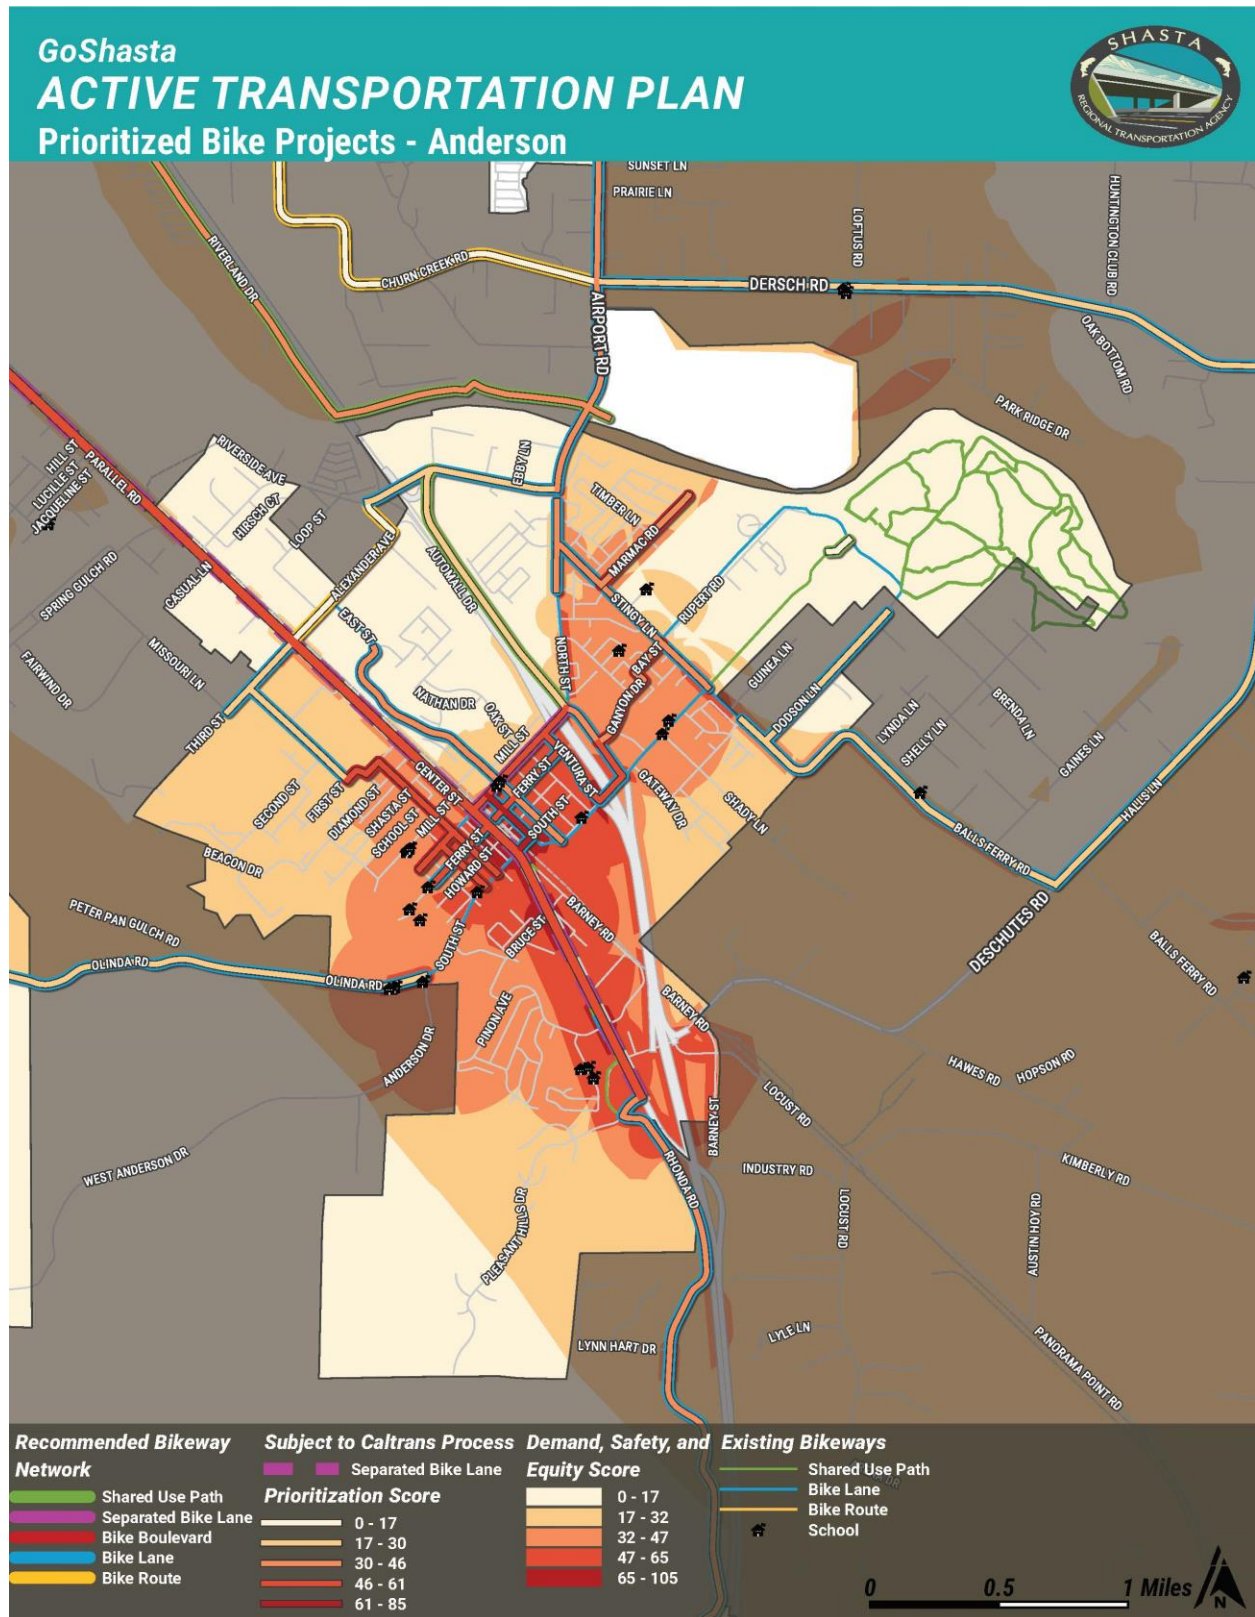 GoShasta
ACTIVE TRANSPORTATION PLAN
Prioritized Bike Projects - Anderson
SHASTA
REGIONAL TRANSPORTATION AGENCY
SUNSET LN
PRAIRIE LN
LOFTUS RD
HUNTINGTON CLUB RD
RIVERLAND DR
CHURN CREEK RD
DERSCH RD
AIRPORT RD
OAK BOTTOM RD
PARK RIDGE DR
HILL ST
LUCILLE ST
JACQUELINE ST
PARALLEL RD
RIVERSIDE AVE
HIRSCH CT
LOOP ST
EBBY LN
TIMBER LN
MARMAC RD
ALEXANDER AVE
AUTOMALL DR
SPRING GULCH RD
CASUAL LN
EAST ST
STINGY LN
RUPERT RD
NORTH ST
BAY ST
GUINEA LN
FAIRWIND DR
MISSOURI LN
NATHAN DR
OAK ST
MILL ST
GANYON DR
DODSON LN
LYNDA LN
SHELLY LN
BRENDA LN
GAINES LN
THIRD ST
SECOND ST
FIRST ST
DIAMOND ST
SHASTA ST
SCHOOL ST
MILL ST
CENTER ST
FERRY ST
VENTURA ST
SOUTH ST
GATEWAY DR
SHADY LN
HALLS LN
BALLS FERRY RD
FERRY ST
HOWARD ST
BEACON DR
PETER PAN GULCH RD
OLINDA RD
OLINDA RD
SOUTH ST
BRUCE ST
BARNEY RD
DESCHUTES RD
BALLS FERRY RD
PINON AVE
BARNEY RD
ANDERSON DR
HAWES RD
HOPSON RD
LOCUST RD
BARNEY ST
WEST ANDERSON DR
RHONDA RD
INDUSTRY RD
KIMBERLY RD
LOCUST RD
AUSTIN HOY RD
PLEASANT HILLS DR
LYNN HART DR
LYLE LN
PANORAMA POINT RD
Recommended Bikeway
Network
Shared Use Path
Separated Bike Lane
Bike Boulevard
Bike Lane
Bike Route
Subject to Caltrans Process
Separated Bike Lane
Prioritization Score
0 - 17
17 - 30
30 - 46
46 - 61
61 - 85
Demand, Safety, and
Equity Score
0 - 17
17 - 32
32 - 47
47 - 65
65 - 105
Existing Bikeways
Shared Use Path
Bike Lane
Bike Route
School
0 0.5 1 Miles
N